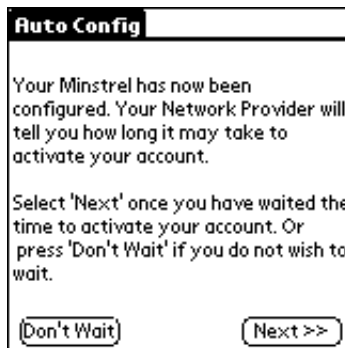 Auto Config
Your Minstrel has now been
configured. Your Network Provider will
tell you how long it may take to
activate your account.
Select 'Next' once you have waited the
time to activate your account. Or
press 'Don't Wait' if you do not wish to
wait.
Don't Wait Next >>